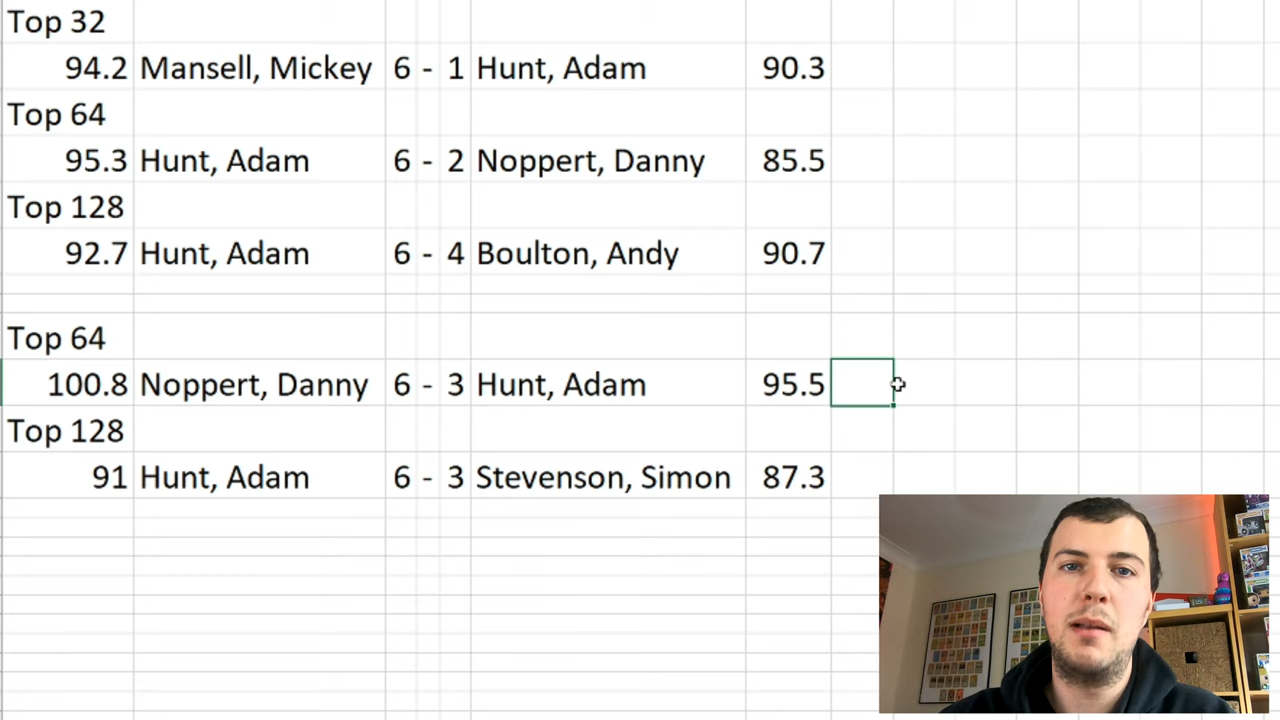 Top 32
94.2 Mansell, Mickey 6 - 1 Hunt, Adam 90.3
Top 64
95.3 Hunt, Adam 6 - 2 Noppert, Danny 85.5
Top 128
92.7 Hunt, Adam 6 - 4 Boulton, Andy 90.7
Top 64
100.8 Noppert, Danny 6 - 3 Hunt, Adam 95.5
Top 128
91 Hunt, Adam 6 - 3 Stevenson, Simon 87.3